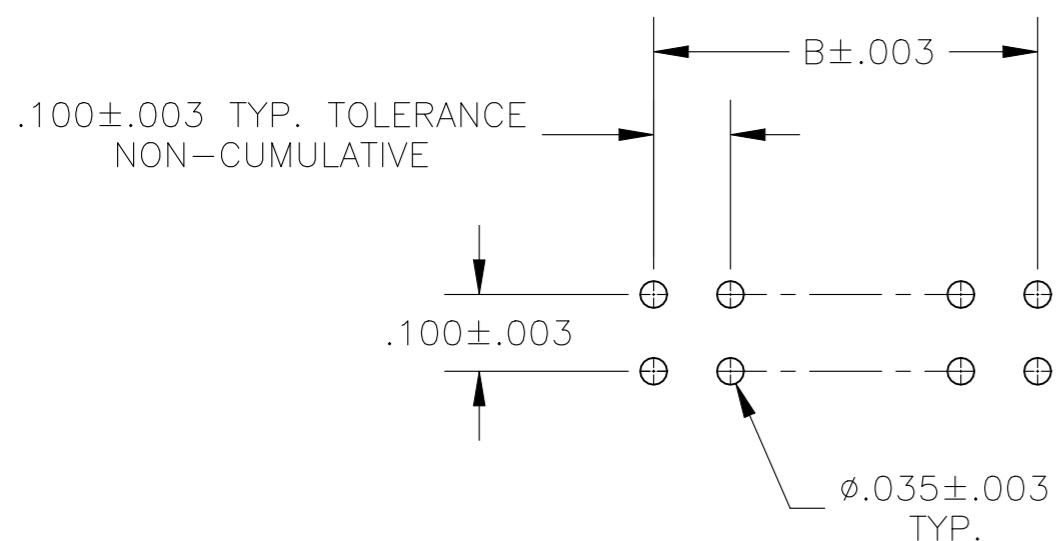 B±.003
.100±.003 TYP. TOLERANCE
NON-CUMULATIVE
.100±.003
⌀.035±.003
TYP.